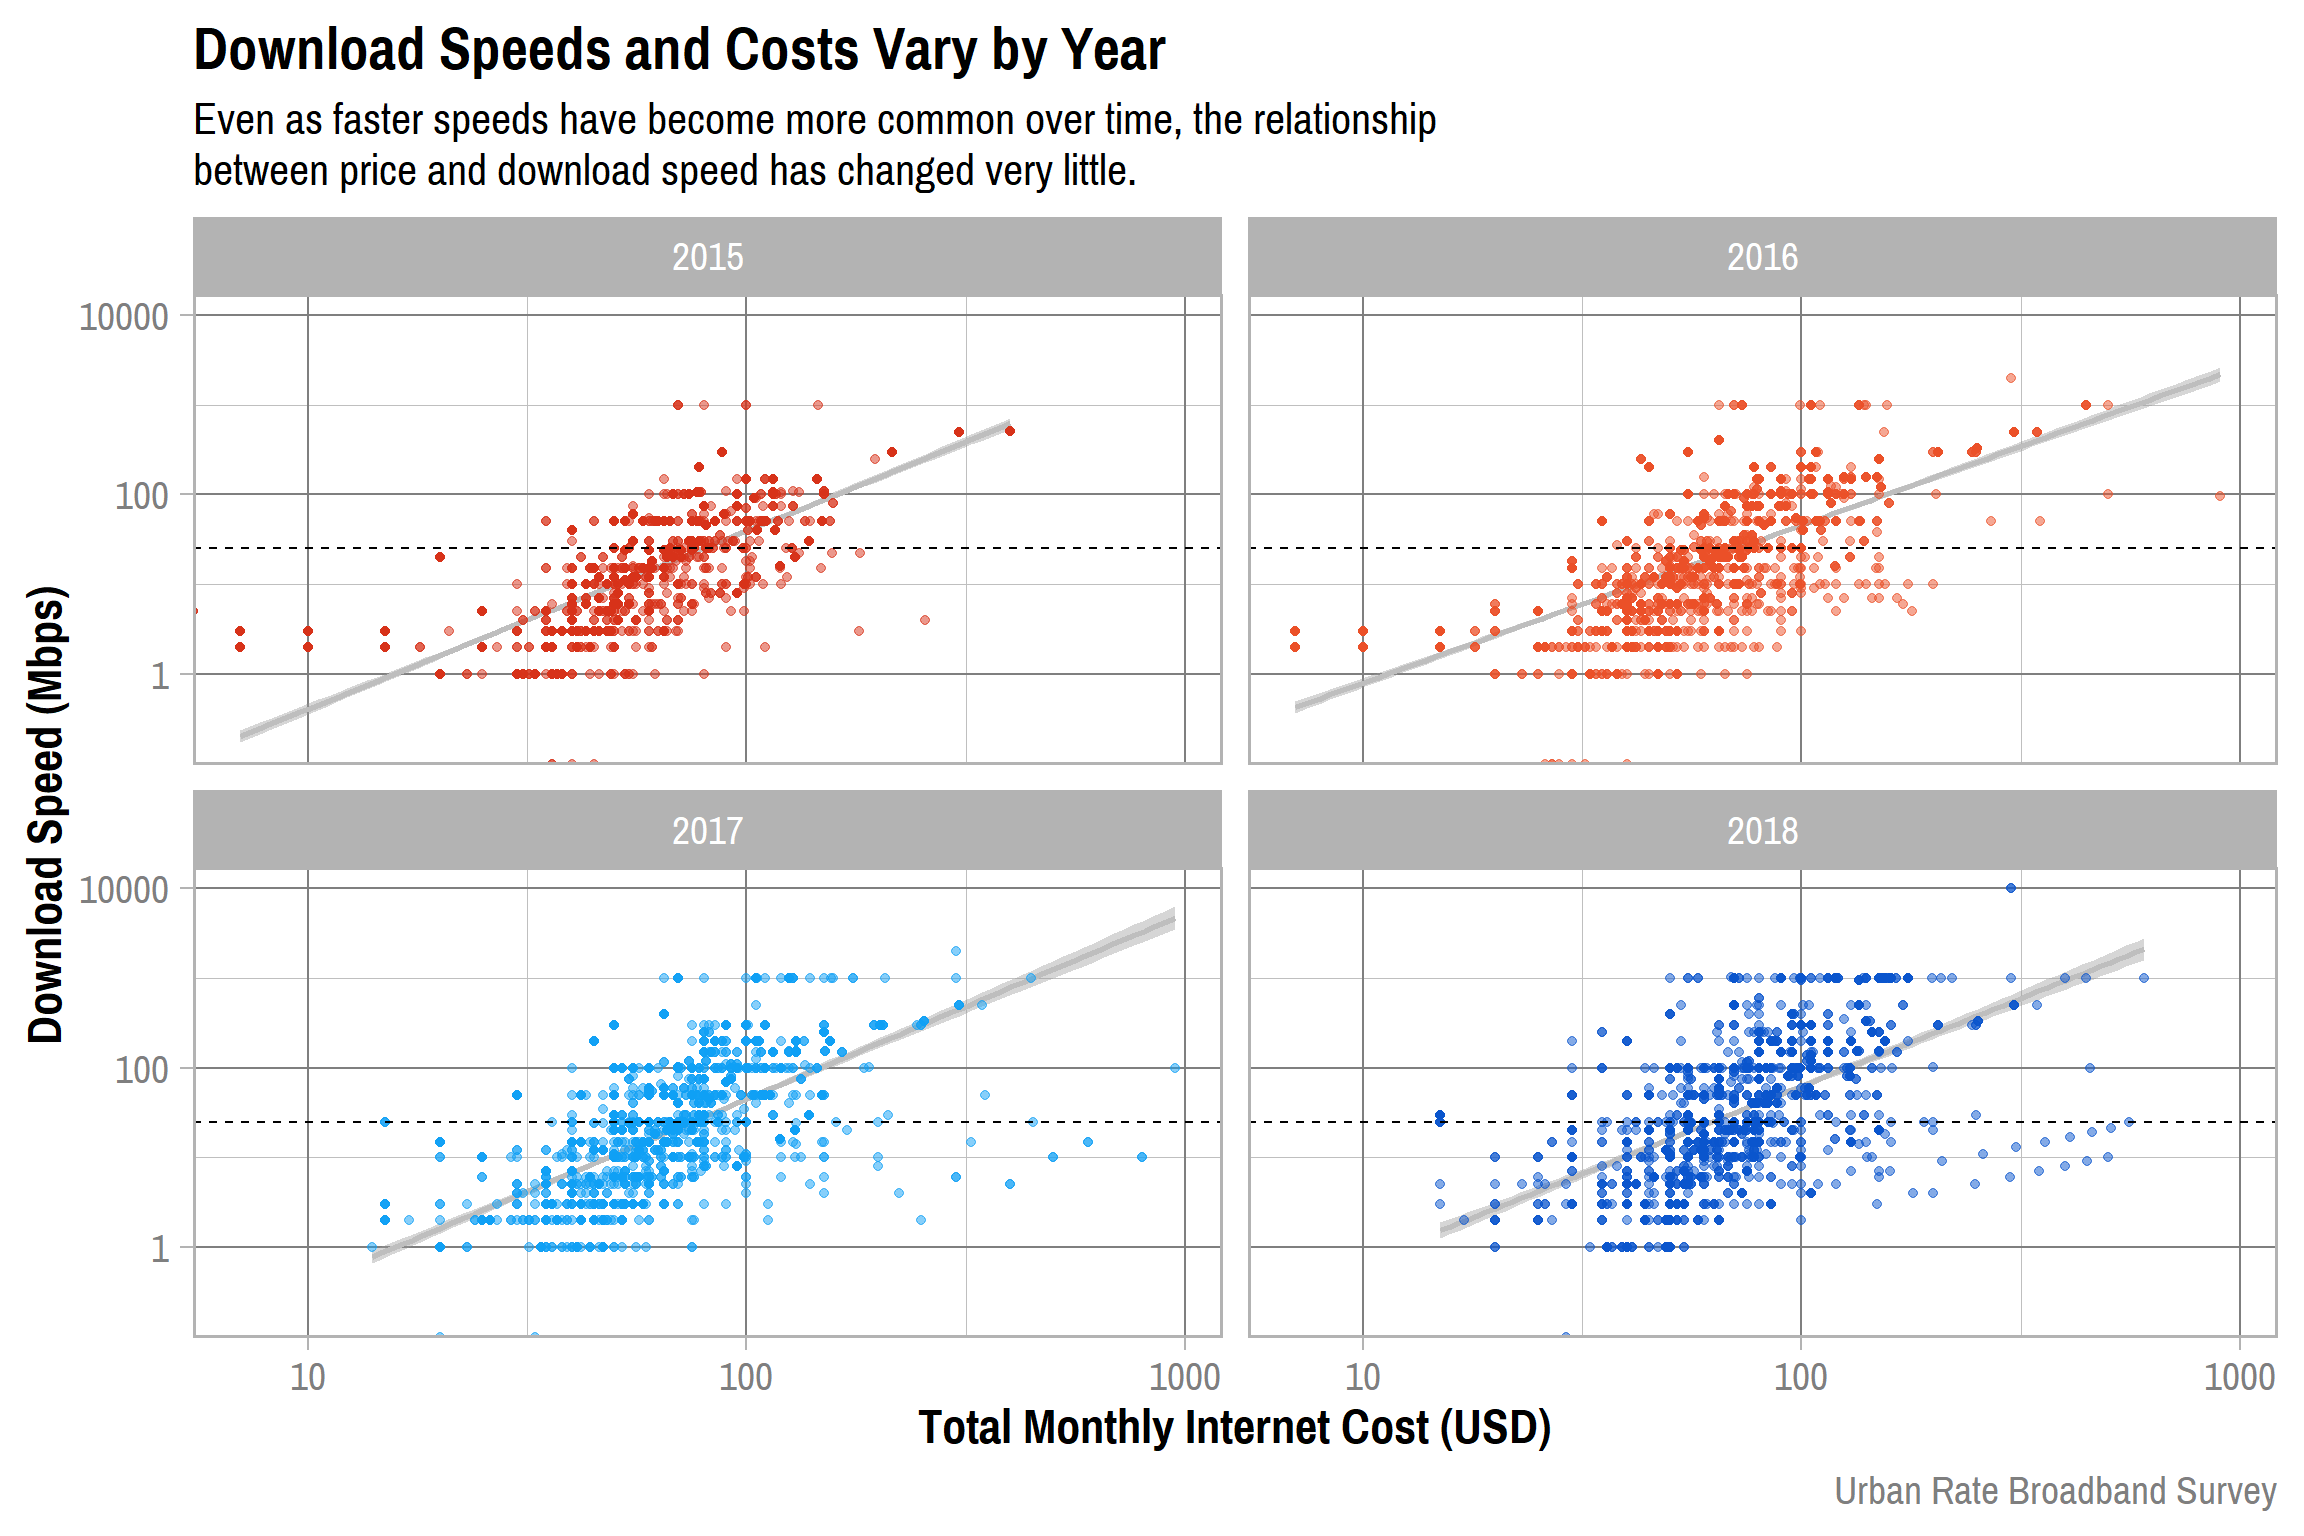 Download Speeds and Costs Vary by Year
Even as faster speeds have become more common over time, the relationship
between price and download speed has changed very little.
2015
2016
10000
100
1
2017
2018
10000
100
1
10
100
1000
10
100
1000
Download Speed (Mbps)
Total Monthly Internet Cost (USD)
Urban Rate Broadband Survey